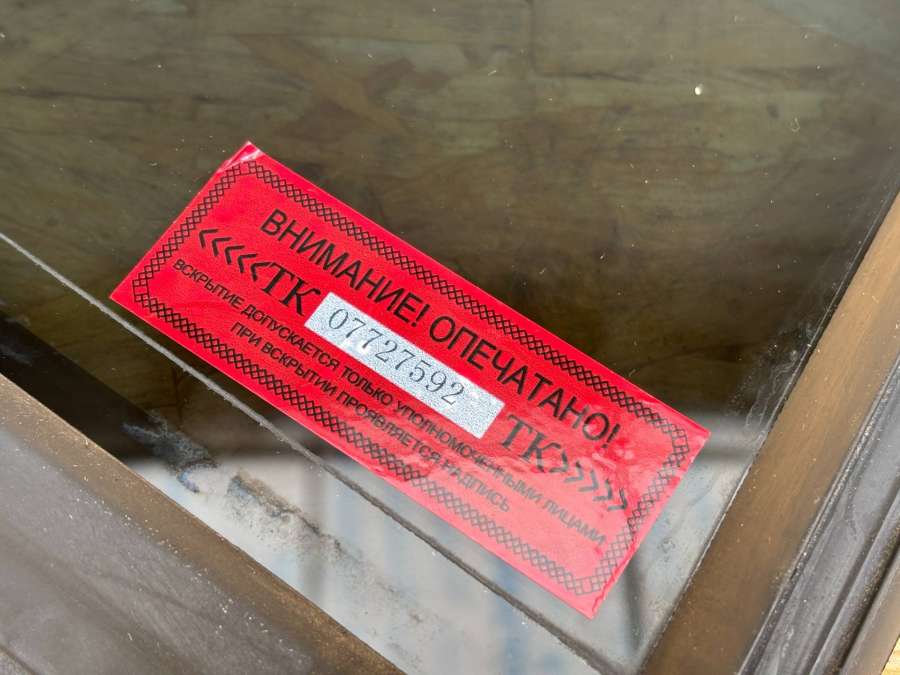 ВНИМАНИЕ! ОПЕЧАТАНО!
<<<<<ТК 07727592 ТК>>>>>
ВСКРЫТИЕ ДОПУСКАЕТСЯ ТОЛЬКО УПОЛНОМОЧЕННЫМИ ЛИЦАМИ
ПРИ ВСКРЫТИИ ПРОЯВЛЯЕТСЯ НАДПИСЬ